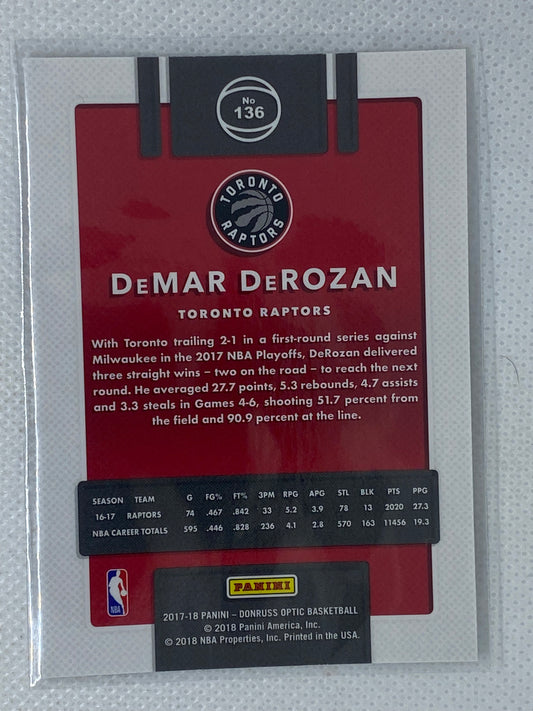 No
136
TORONTO
RAPTORS
DEMAR DEROZAN
TORONTO RAPTORS
With Toronto trailing 2-1 in a first-round series against
Milwaukee in the 2017 NBA Playoffs, DeRozan delivered
three straight wins – two on the road – to reach the next
round. He averaged 27.7 points, 5.3 rebounds, 4.7 assists
and 3.3 steals in Games 4-6, shooting 51.7 percent from
the field and 90.9 percent at the line.
SEASON TEAM G FG% FT% 3PM RPG APG STL BLK PTS PPG
16-17 RAPTORS 74 .467 .842 33 5.2 3.9 78 13 2020 27.3
NBA CAREER TOTALS 595 .446 .828 236 4.1 2.8 570 163 11456 19.3
NBA
PANINI
2017-18 PANINI – DONRUSS OPTIC BASKETBALL
© 2018 Panini America, Inc.
© 2018 NBA Properties, Inc. Printed in the USA.